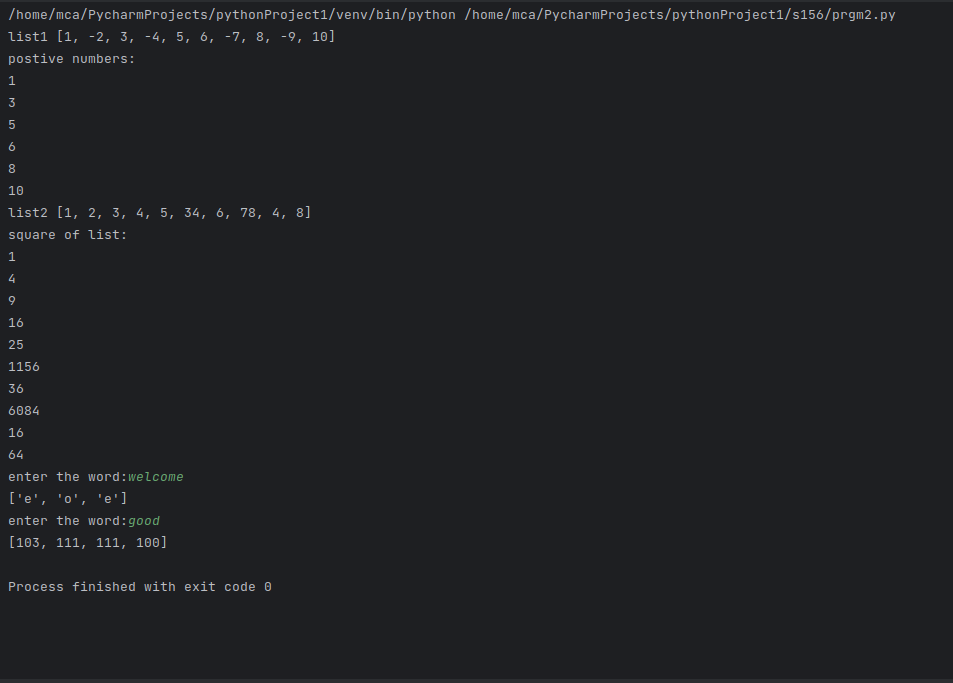 /home/mca/PycharmProjects/pythonProject1/venv/bin/python /home/mca/PycharmProjects/pythonProject1/s156/prgm2.py
list1 [1, -2, 3, -4, 5, 6, -7, 8, -9, 10]
postive numbers:
1
3
5
6
8
10
list2 [1, 2, 3, 4, 5, 34, 6, 78, 4, 8]
square of list:
1
4
9
16
25
1156
36
6084
16
64
enter the word:welcome
['e', 'o', 'e']
enter the word:good
[103, 111, 111, 100]
Process finished with exit code 0